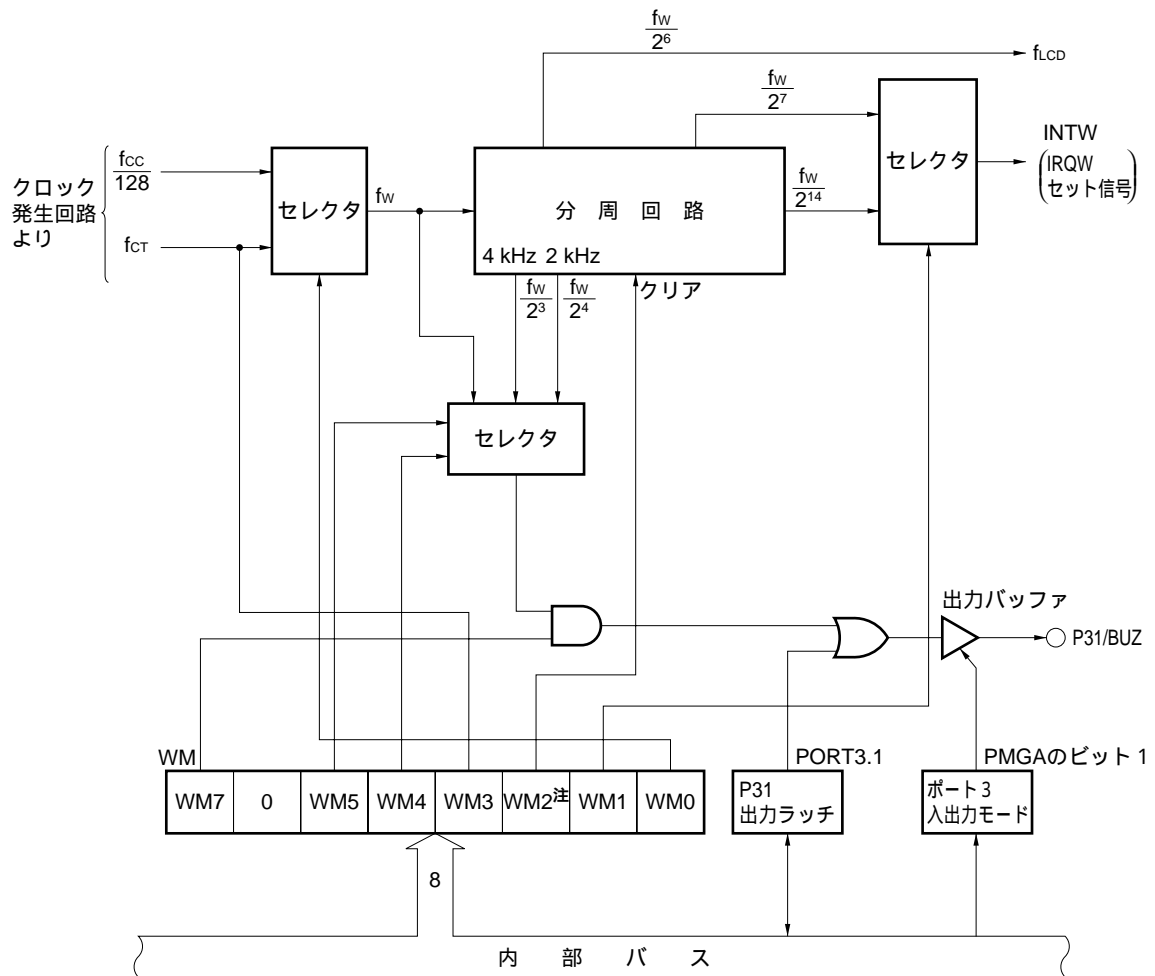 fW
2⁶
fLCD
fW
2⁷
クロック
発生回路
より
fCC
128
fCT
セレクタ
fW
分周回路
4 kHz 2 kHz
fW
2¹⁴
セレクタ
INTW
IRQW
セット信号
fW
2³
fW
2⁴
クリア
セレクタ
出力バッファ
P31/BUZ
WM
WM7 0 WM5 WM4 WM3 WM2注 WM1 WM0
PORT3.1
P31
出力ラッチ
PMGAのビット1
ポート3
入出力モード
8
内部バス